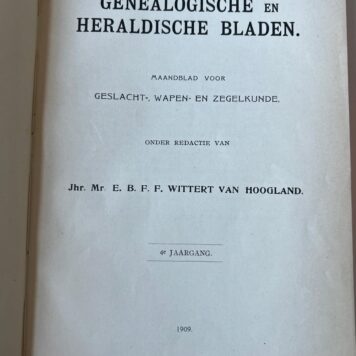 GENEALOGISCHE EN
HERALDISCHE BLADEN.
MAANDBLAD VOOR
GESLACHT-, WAPEN- EN ZEGELKUNDE.
ONDER REDACTIE VAN
Jhr. Mr. E. B. F. F. WITTERT VAN HOOGLAND.
4e JAARGANG.
1909.